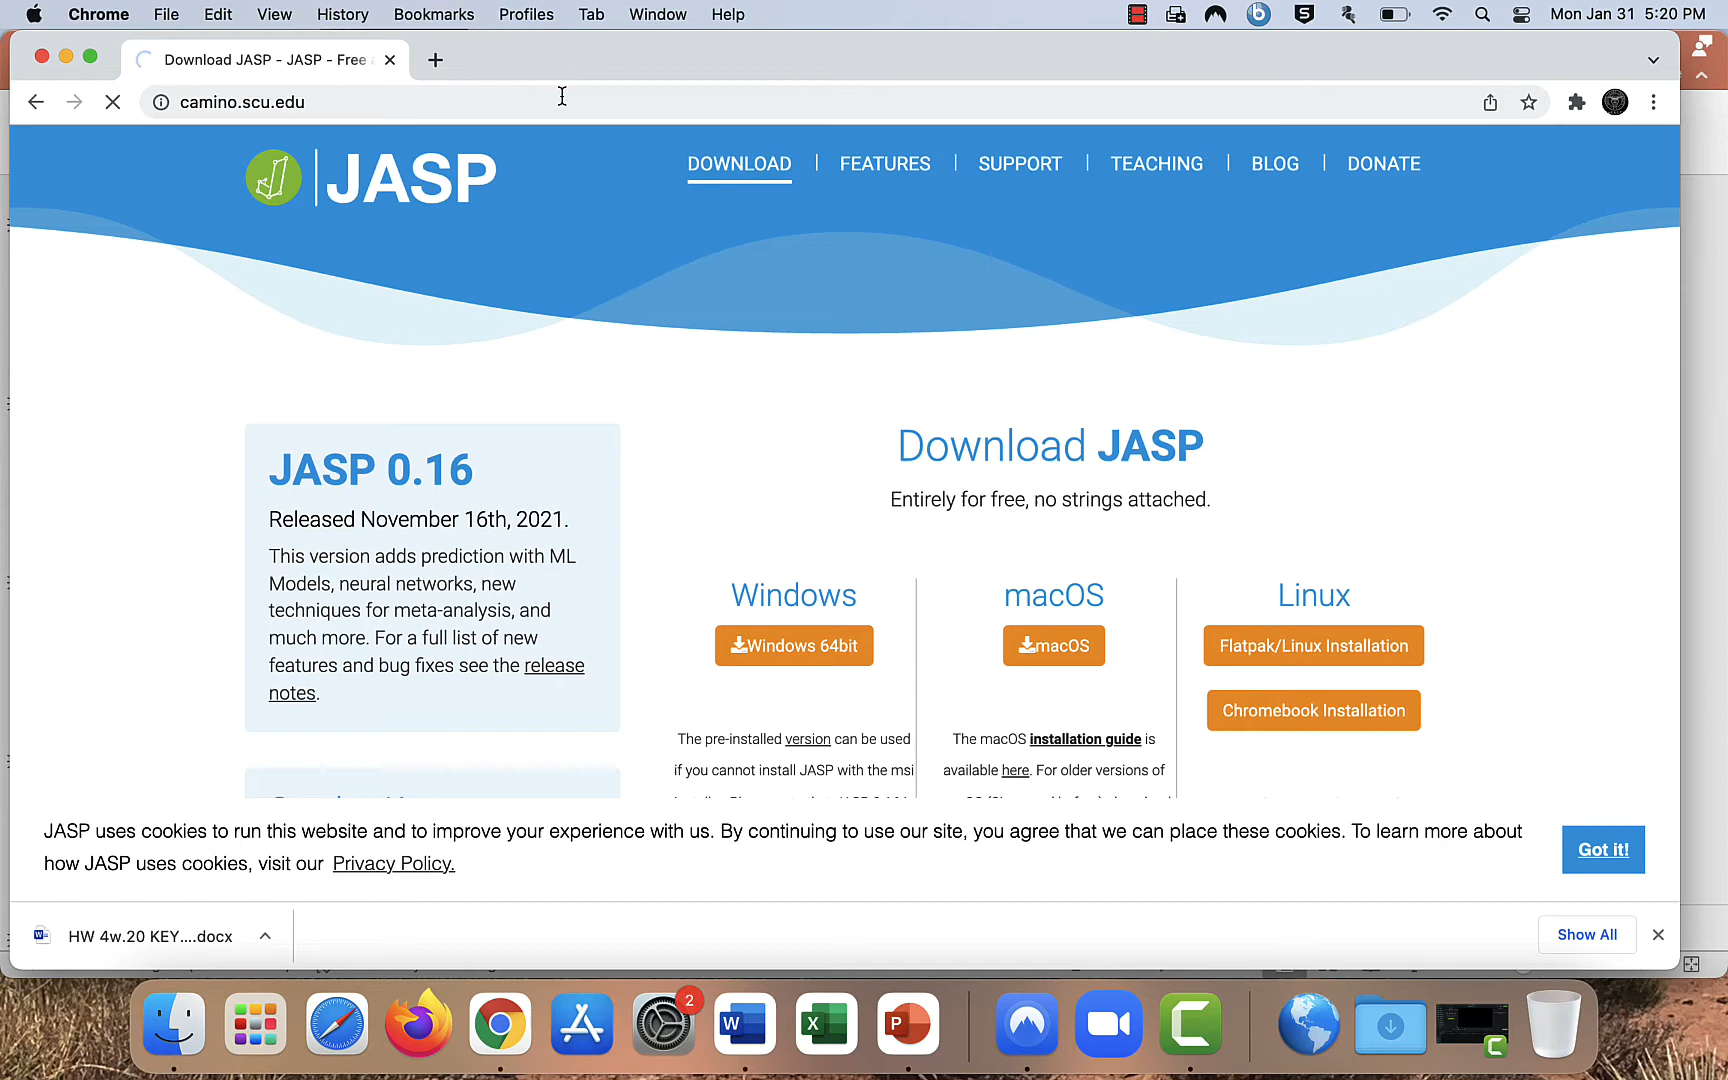 Chrome File Edit View History Bookmarks Profiles Tab Window Help Mon Jan 31 5:20 PM
Download JASP - JASP - Free
camino.scu.edu
JASP DOWNLOAD | FEATURES | SUPPORT | TEACHING | BLOG | DONATE
Download JASP
JASP 0.16
Entirely for free, no strings attached.
Released November 16th, 2021.
This version adds prediction with ML
Models, neural networks, new
techniques for meta-analysis, and
much more. For a full list of new
features and bug fixes see the release
notes.
Windows
Windows 64bit
The pre-installed version can be used
if you cannot install JASP with the msi
macOS
macOS
The macOS installation guide is
available here. For older versions of
Linux
Flatpak/Linux Installation
Chromebook Installation
JASP uses cookies to run this website and to improve your experience with us. By continuing to use our site, you agree that we can place these cookies. To learn more about
how JASP uses cookies, visit our Privacy Policy.
Got it!
HW 4w.20 KEY....docx
Show All
2
W
X
P